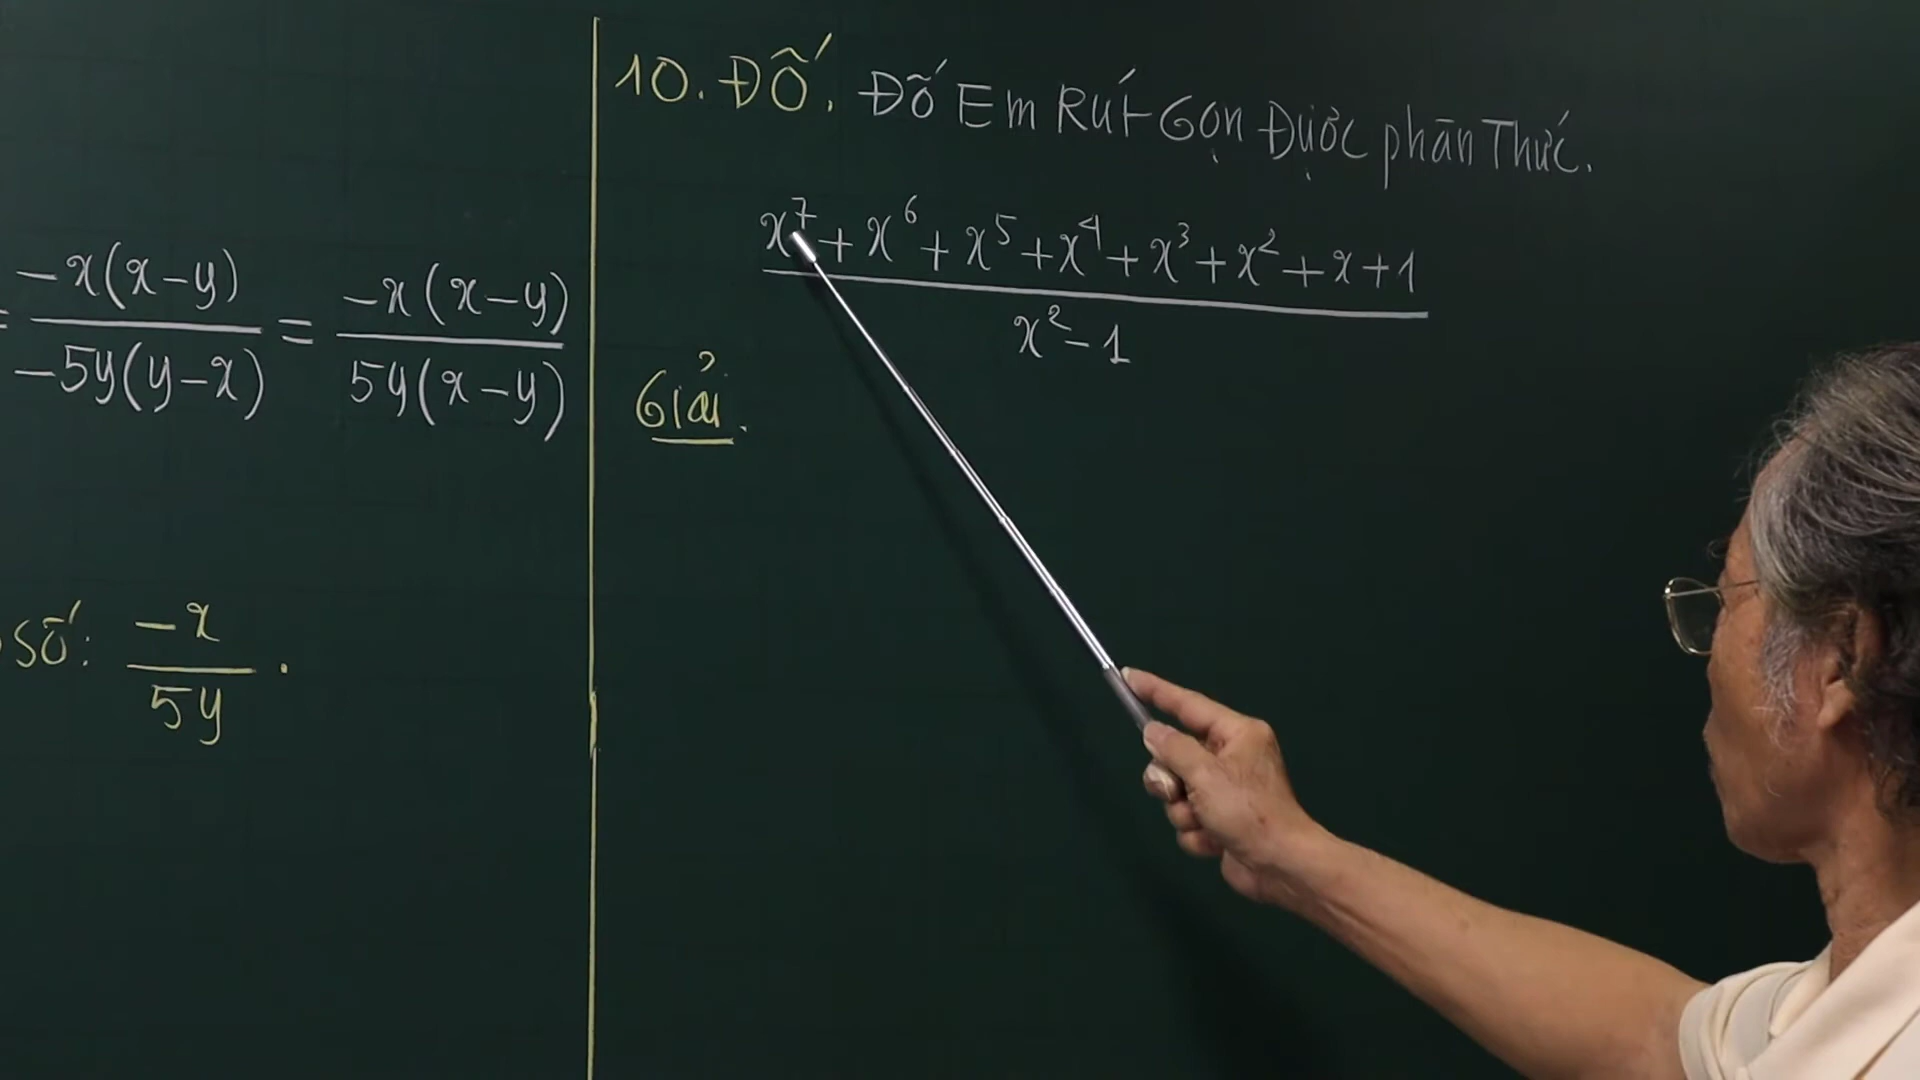 = -x(x-y) / -5y(y-x) = -x(x-y) / 5y(x-y)
số: -x / 5y .
10. ĐỐ. Đố Em Rút Gọn Được phân Thức.
x⁷ + x⁶ + x⁵ + x⁴ + x³ + x² + x + 1
x² - 1
Giải.